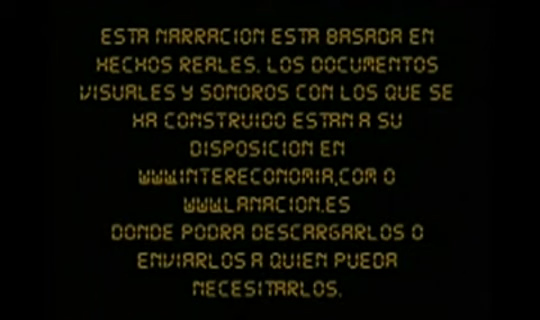 ESTA NARRACION ESTA BASADA EN
HECHOS REALES. LOS DOCUMENTOS
VISUALES Y SONOROS CON LOS QUE SE
HA CONSTRUIDO ESTAN A SU
DISPOSICION EN
WWW.INTERECONOMIA.COM O
WWW.LANACION.ES
DONDE PODRA DESCARGARLOS O
ENVIARLOS A QUIEN PUEDA
NECESITARLOS.